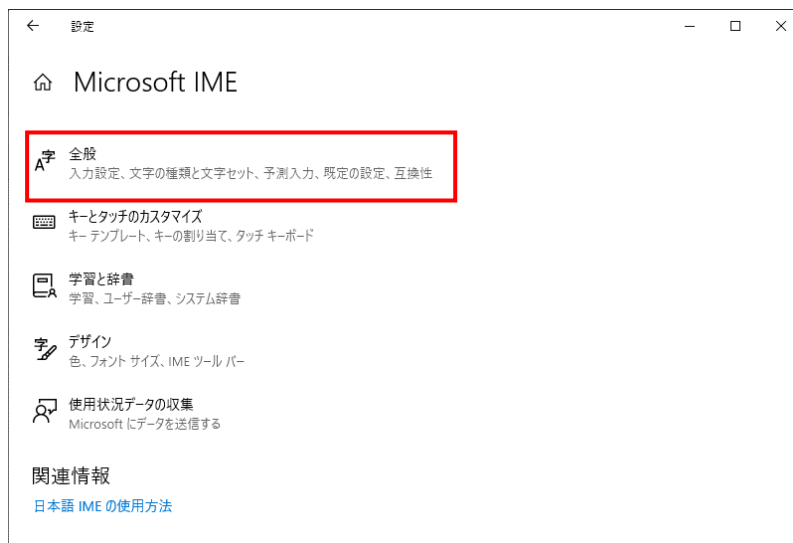 設定
Microsoft IME
全般
入力設定、文字の種類と文字セット、予測入力、既定の設定、互換性
キーとタッチのカスタマイズ
キー テンプレート、キーの割り当て、タッチ キーボード
学習と辞書
学習、ユーザー辞書、システム辞書
デザイン
色、フォント サイズ、IME ツール バー
使用状況データの収集
Microsoft にデータを送信する
関連情報
日本語 IME の使用方法